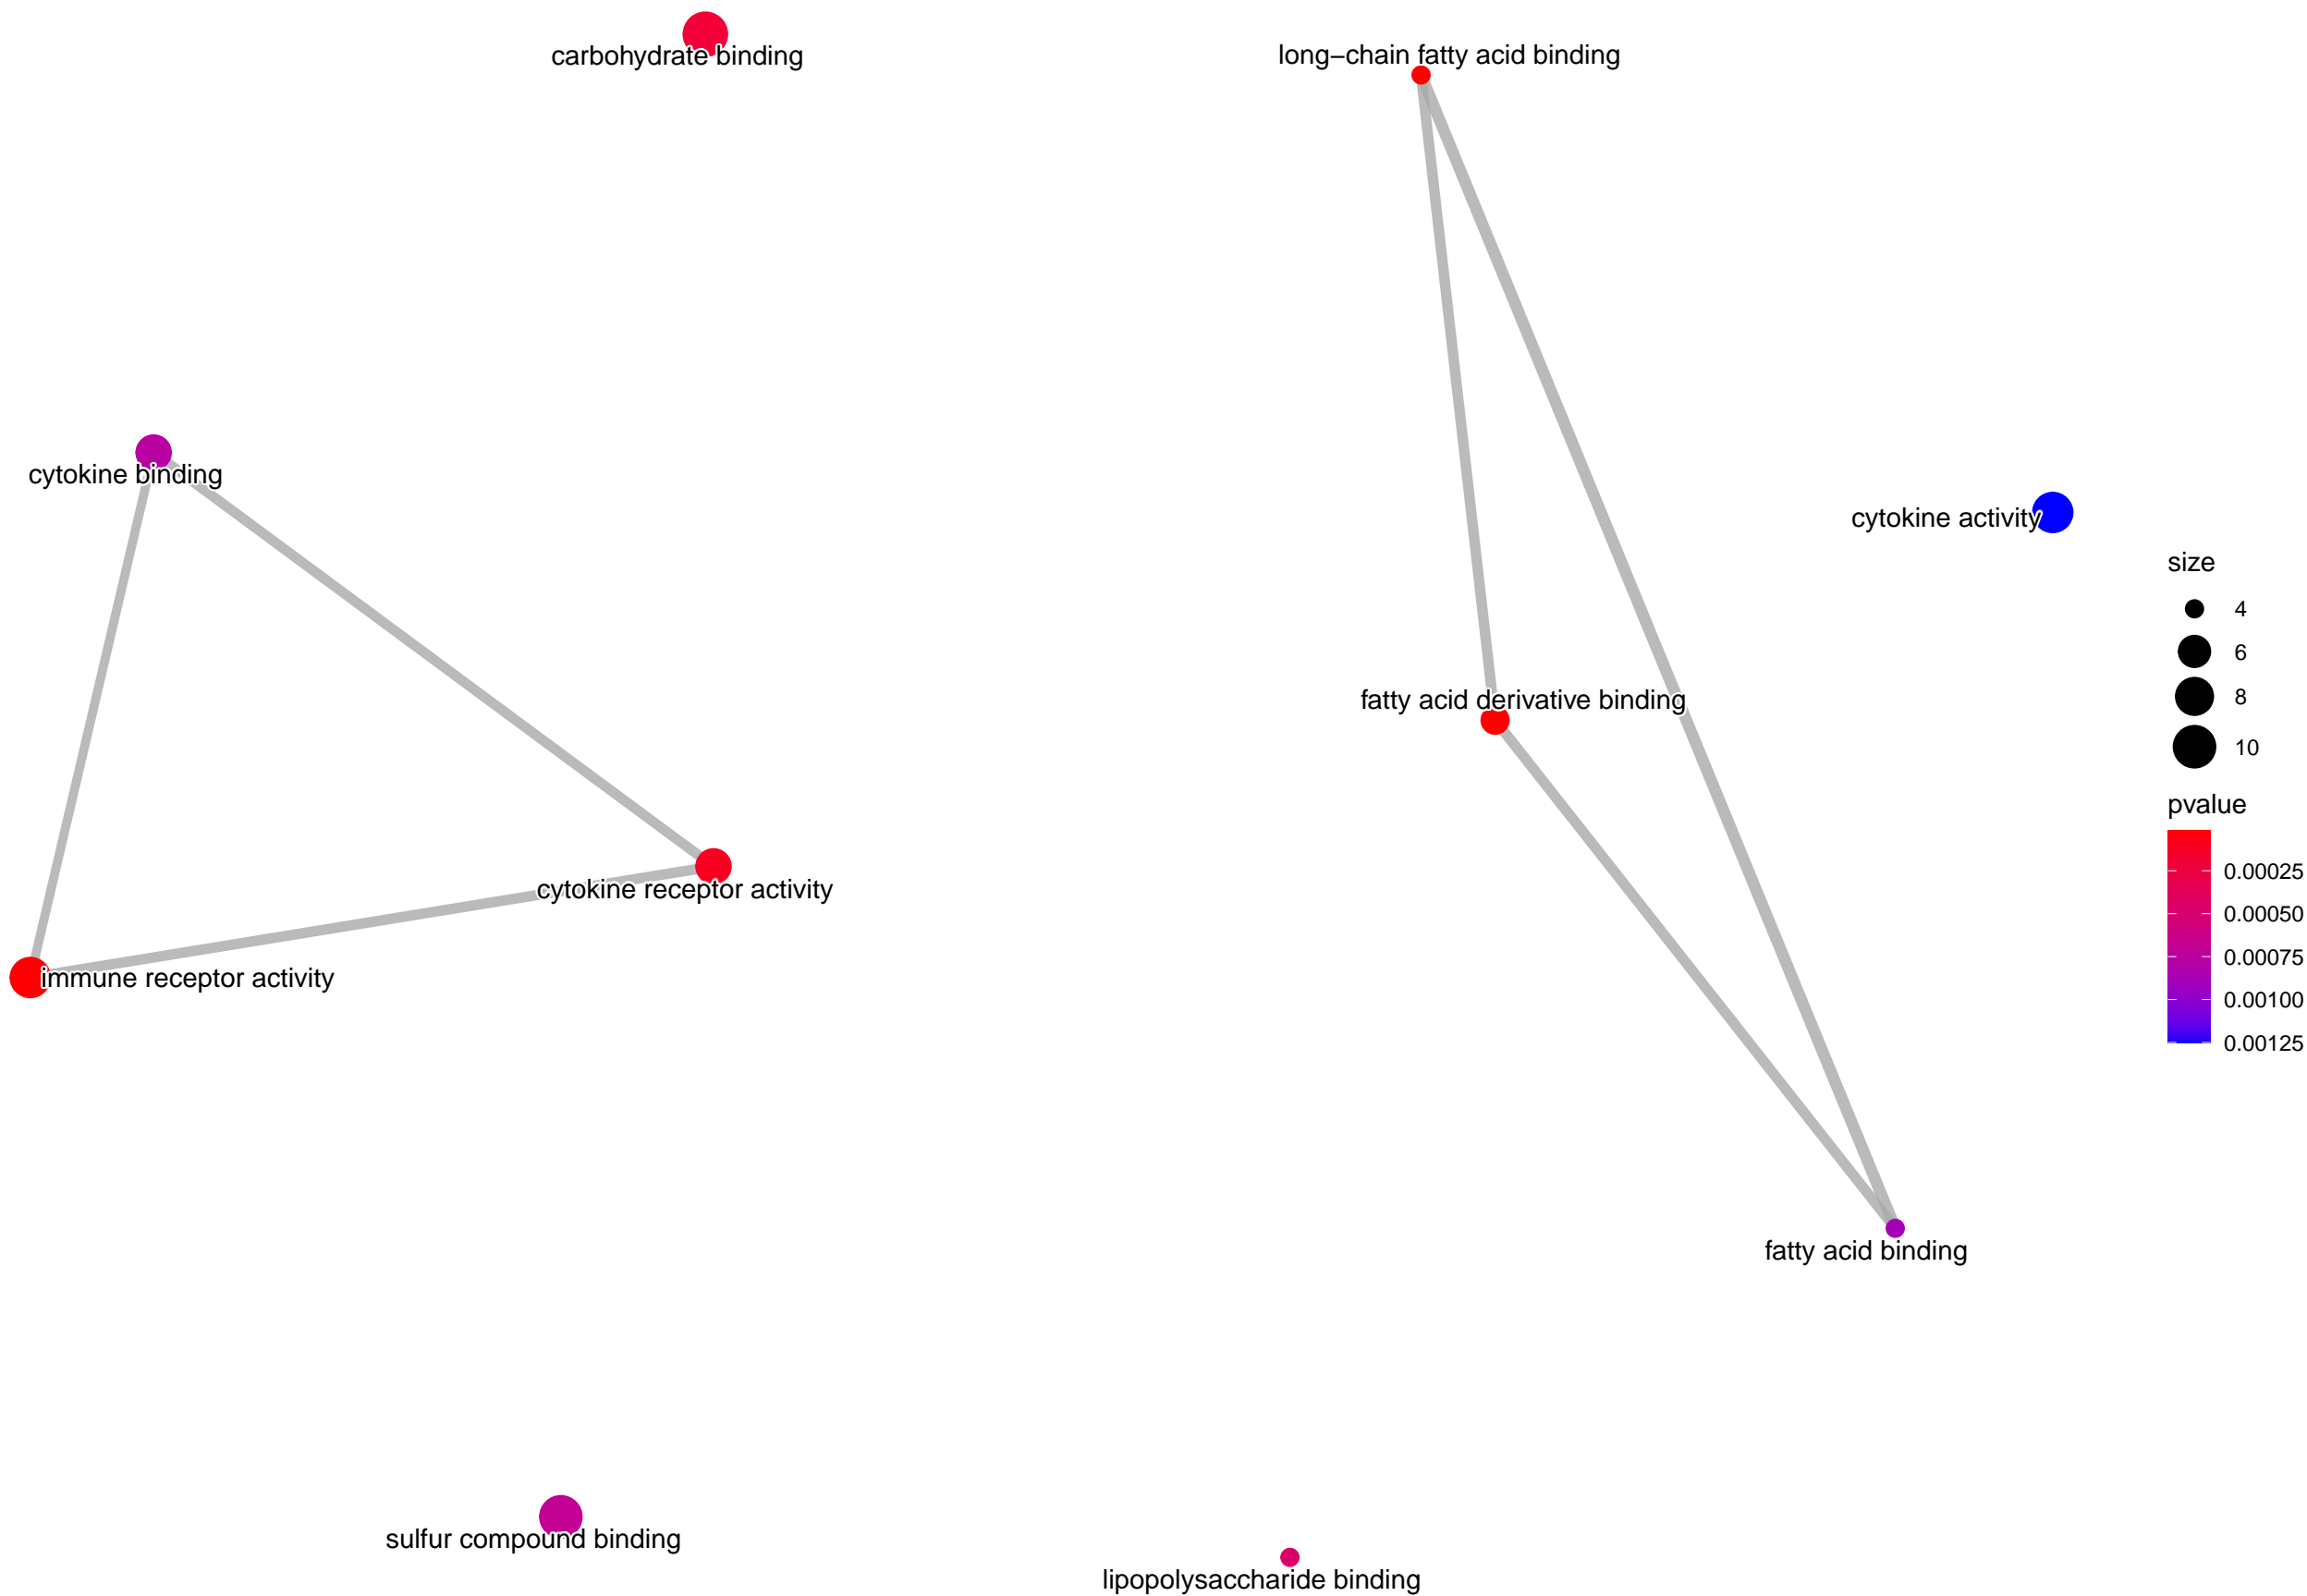 carbohydrate binding
long−chain fatty acid binding
cytokine binding
cytokine activity
fatty acid derivative binding
cytokine receptor activity
immune receptor activity
fatty acid binding
sulfur compound binding
lipopolysaccharide binding
size
4
6
8
10
pvalue
0.00025
0.00050
0.00075
0.00100
0.00125